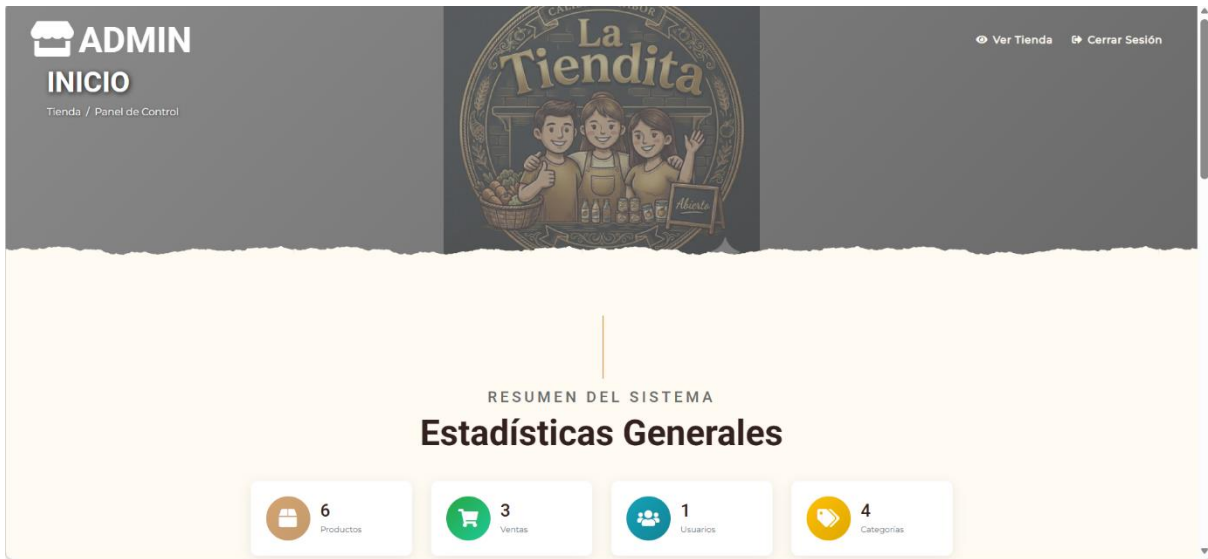 ADMIN
Ver Tienda
Cerrar Sesión
INICIO
Tienda / Panel de Control
La
Tiendita
Abierto
RESUMEN DEL SISTEMA
Estadísticas Generales
6
Productos
3
Ventas
1
Usuarios
4
Categorías